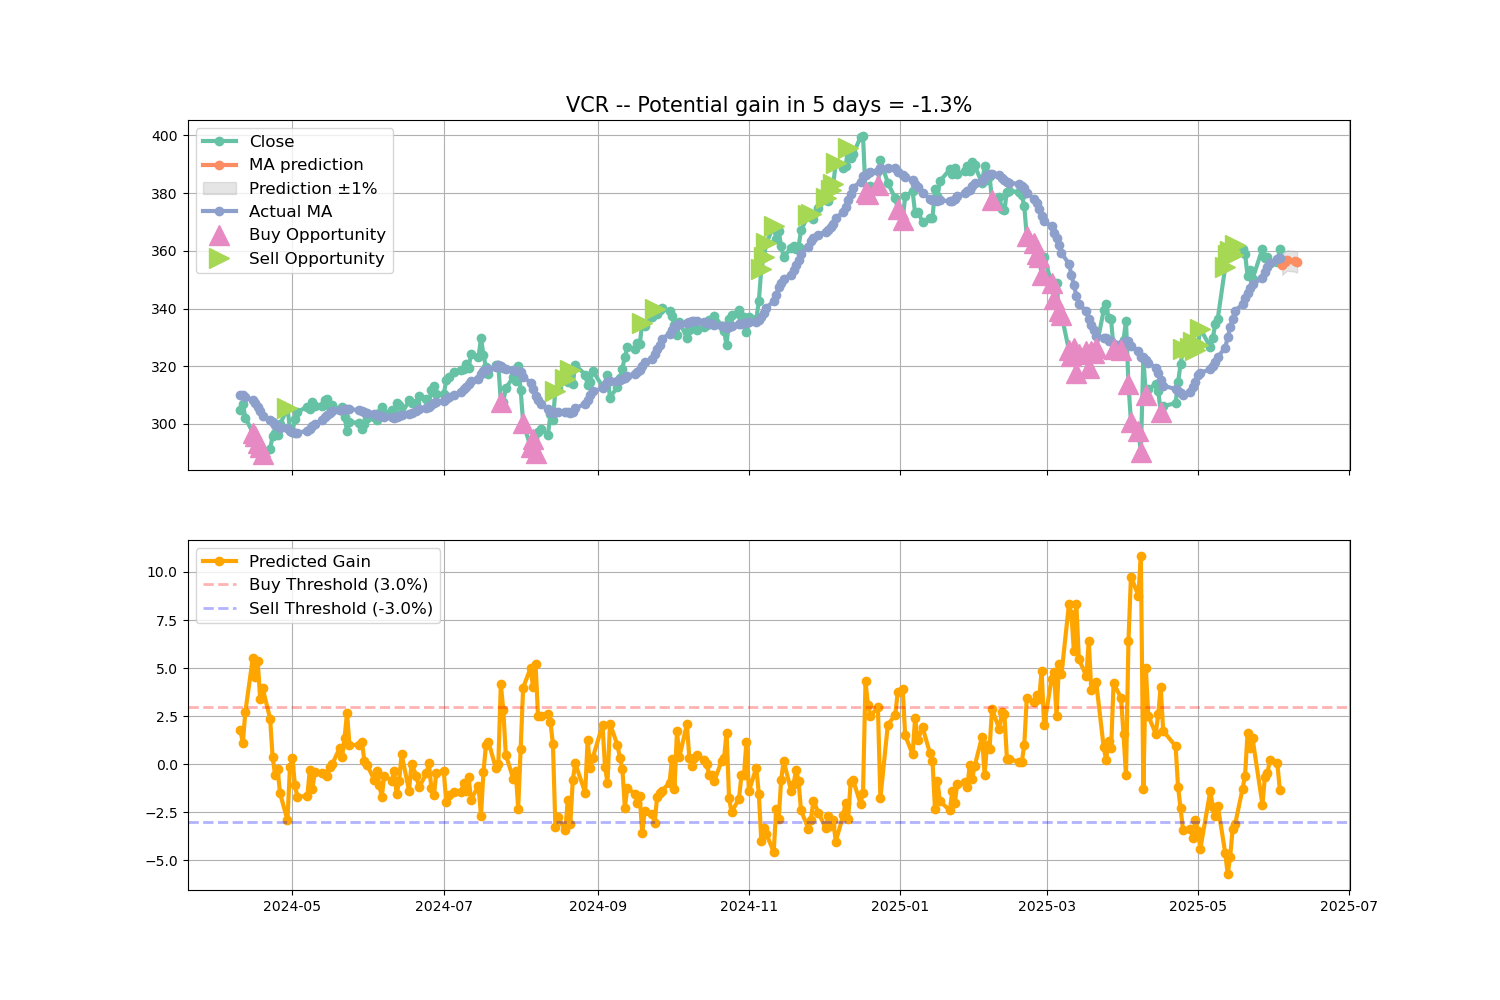 VCR -- Potential gain in 5 days = -1.3%
400
380
360
340
320
300
Close
MA prediction
Prediction ±1%
Actual MA
Buy Opportunity
Sell Opportunity
10.0
7.5
5.0
2.5
0.0
−2.5
−5.0
Predicted Gain
Buy Threshold (3.0%)
Sell Threshold (-3.0%)
2024-05 2024-07 2024-09 2024-11 2025-01 2025-03 2025-05 2025-07